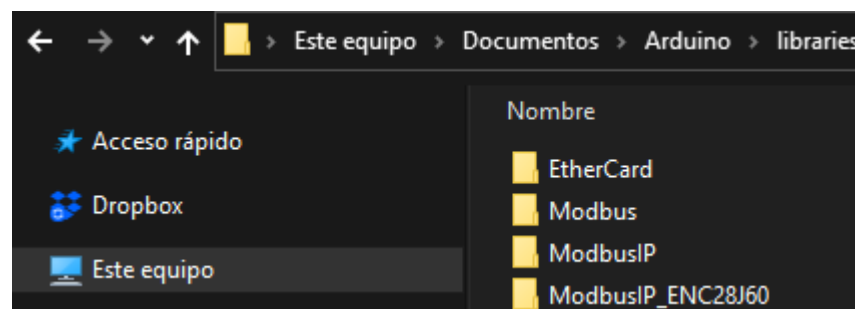 Este equipo > Documentos > Arduino > libraries
Acceso rápido
Dropbox
Este equipo
Nombre
EtherCard
Modbus
ModbusIP
ModbusIP_ENC28J60